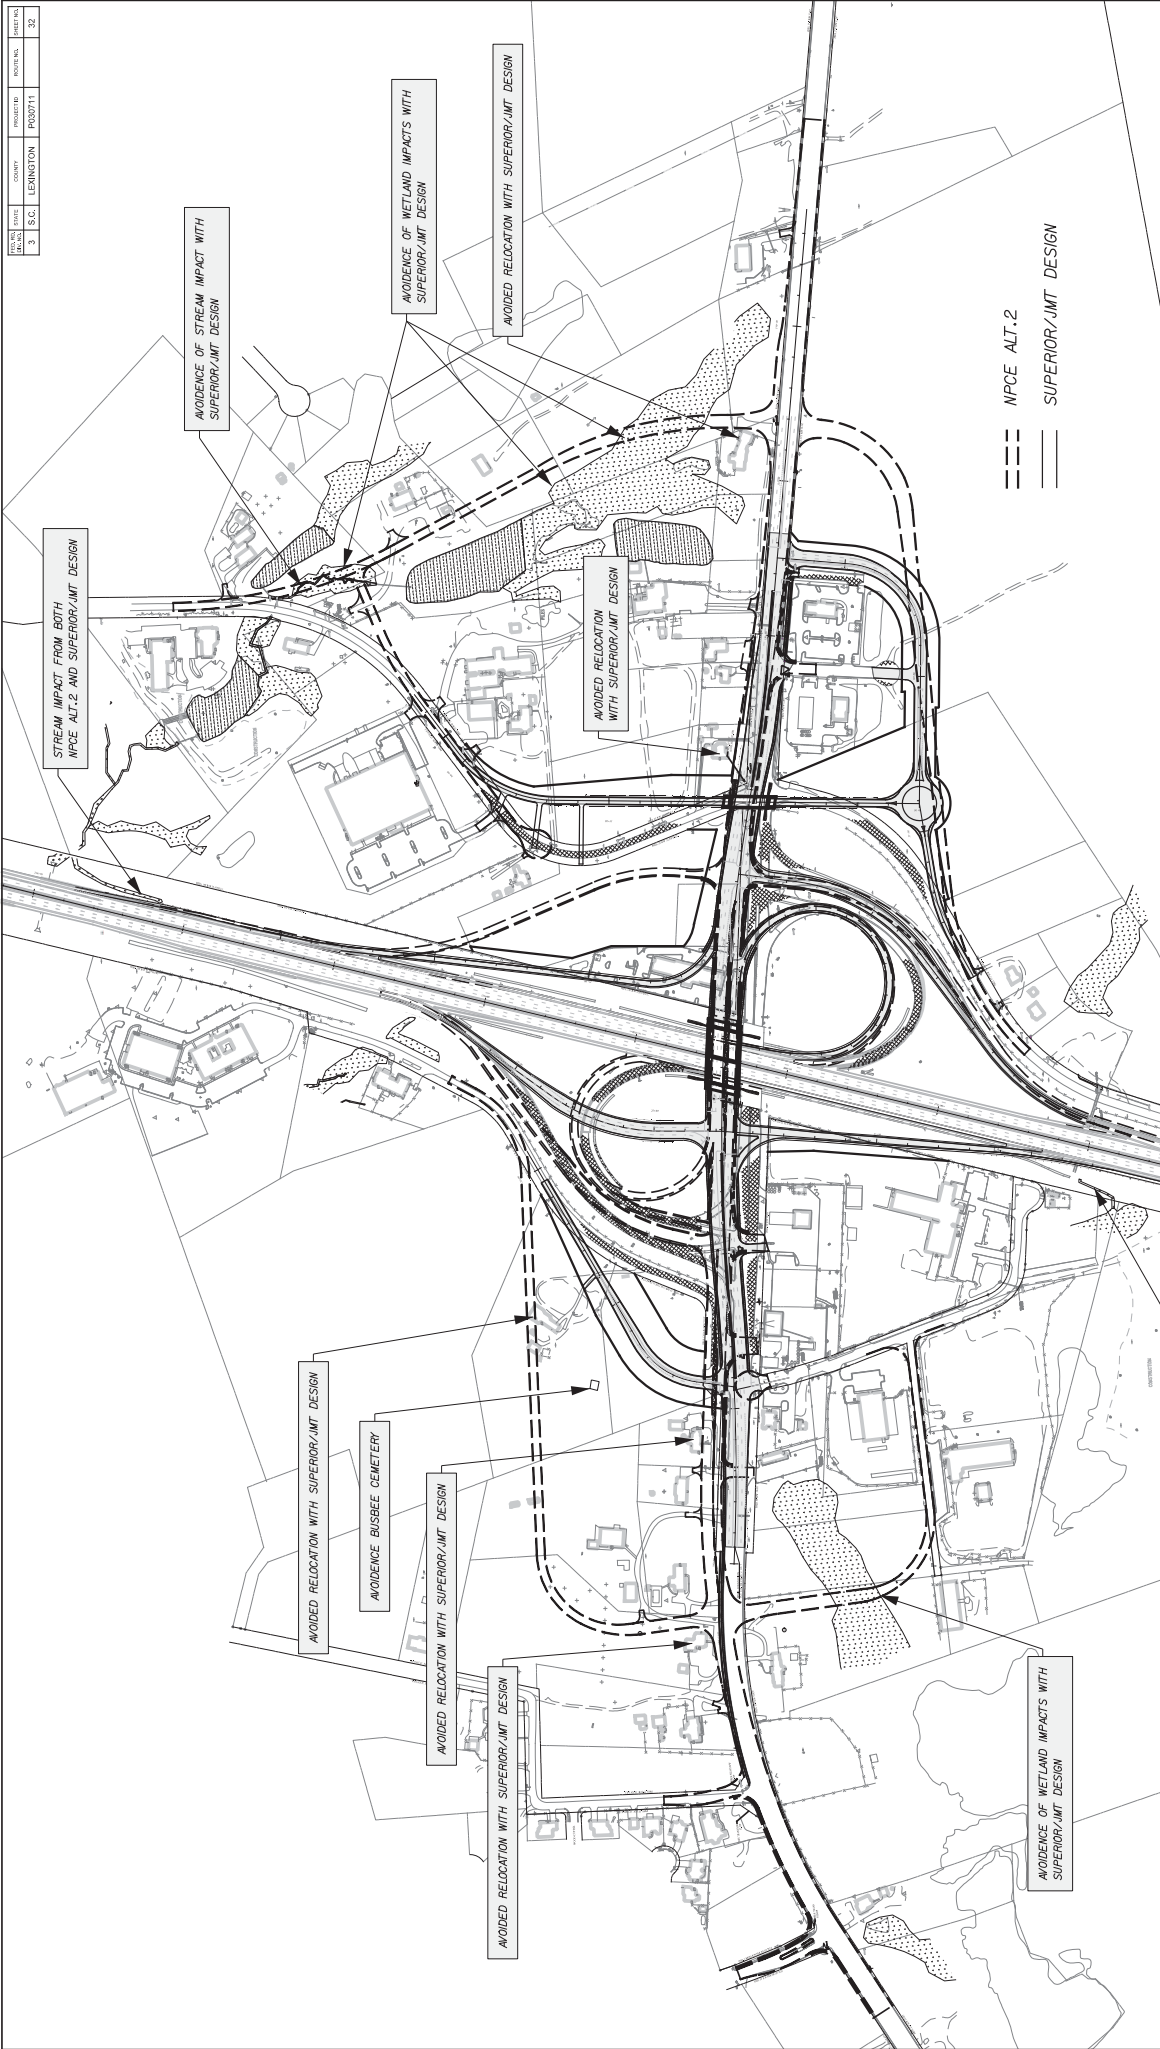 FED. RD. DIV. NO.
STATE
COUNTY
PROJECT ID
ROUTE NO.
SHEET NO.
3
S.C.
LEXINGTON
P030711
32
STREAM IMPACT FROM BOTH
NPCE ALT.2 AND SUPERIOR/JMT DESIGN
AVOIDENCE OF STREAM IMPACT WITH
SUPERIOR/JMT DESIGN
AVOIDENCE OF WETLAND IMPACTS WITH
SUPERIOR/JMT DESIGN
AVOIDED RELOCATION WITH SUPERIOR/JMT DESIGN
AVOIDED RELOCATION
WITH SUPERIOR/JMT DESIGN
AVOIDED RELOCATION WITH SUPERIOR/JMT DESIGN
AVOIDENCE BUSBEE CEMETERY
AVOIDED RELOCATION WITH SUPERIOR/JMT DESIGN
AVOIDED RELOCATION WITH SUPERIOR/JMT DESIGN
AVOIDENCE OF WETLAND IMPACTS WITH
SUPERIOR/JMT DESIGN
NPCE ALT.2
SUPERIOR/JMT DESIGN